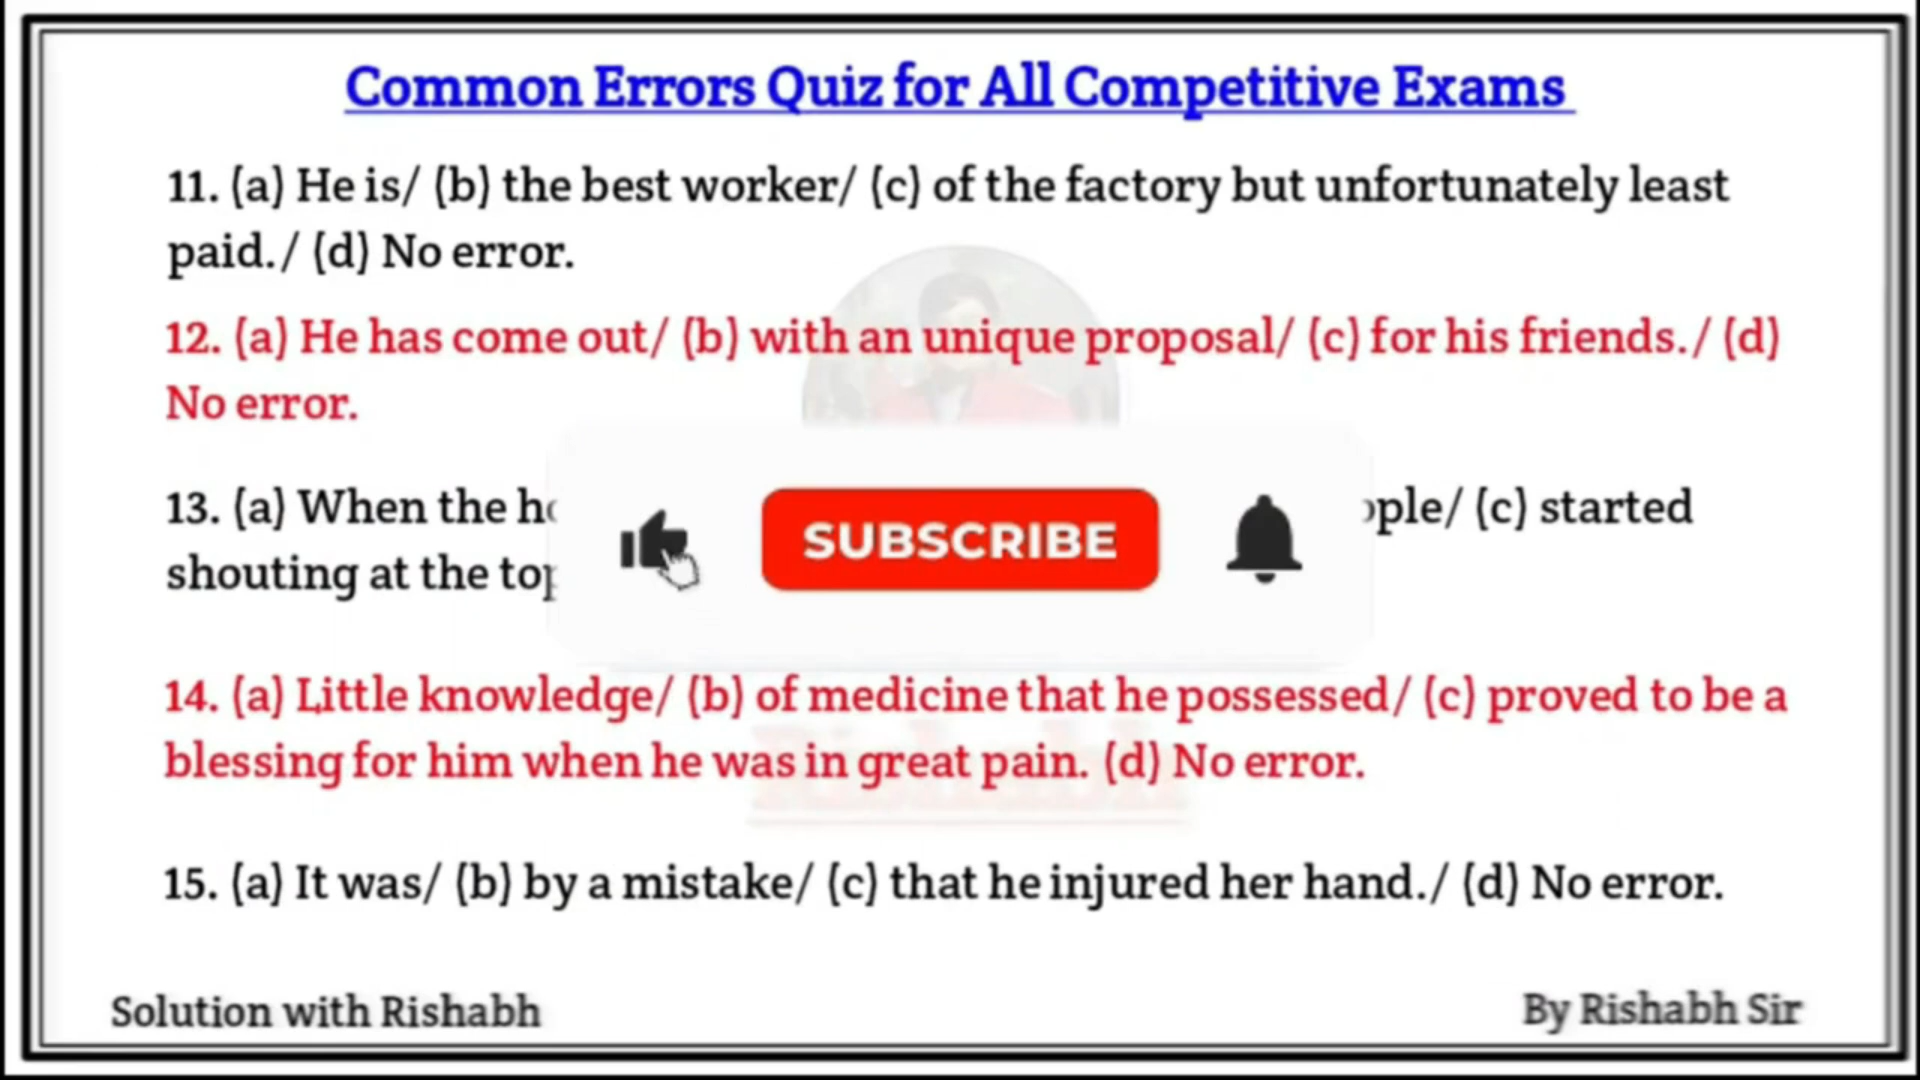 Common Errors Quiz for All Competitive Exams
11. (a) He is/ (b) the best worker/ (c) of the factory but unfortunately least
paid./ (d) No error.
12. (a) He has come out/ (b) with an unique proposal/ (c) for his friends./ (d)
No error.
13. (a) When the
SUBSCRIBE
/ (c) started
shouting at the
14. (a) Little knowledge/ (b) of medicine that he possessed/ (c) proved to be a
blessing for him when he was in great pain. (d) No error.
15. (a) It was/ (b) by a mistake/ (c) that he injured her hand./ (d) No error.
Solution with Rishabh
By Rishabh Sir